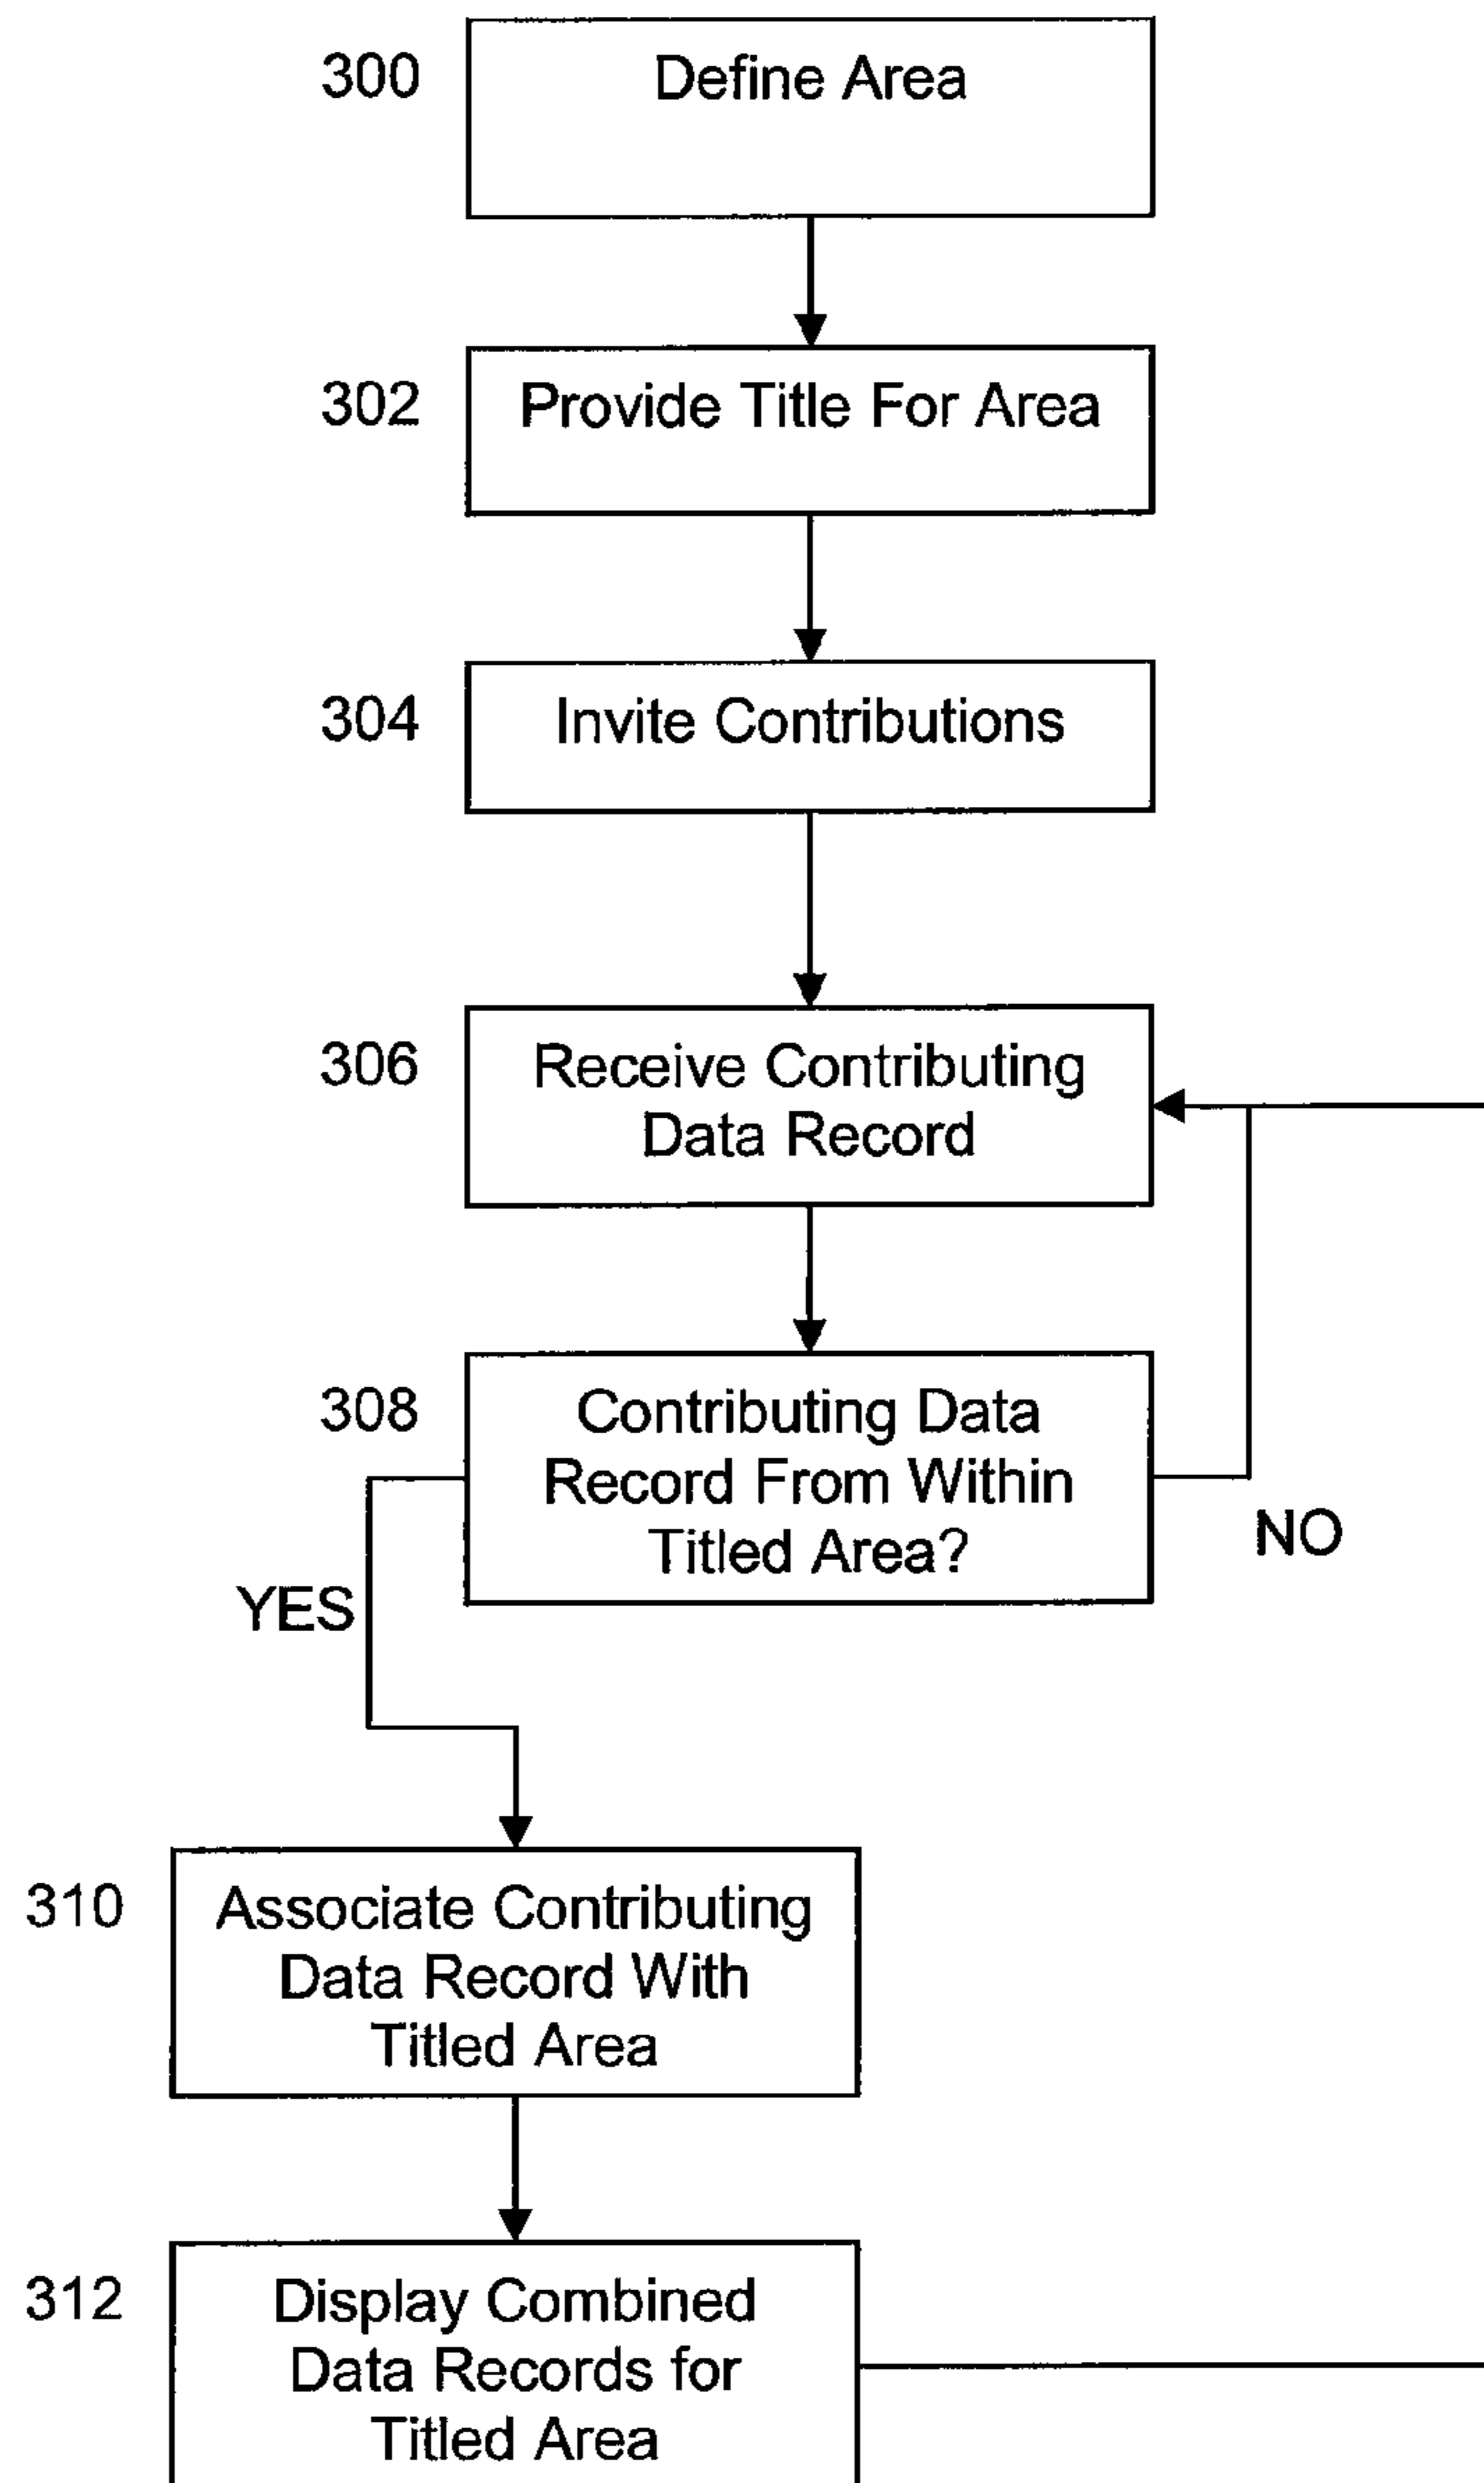 300
Define Area
302
Provide Title For Area
304
Invite Contributions
306
Receive Contributing
Data Record
308
Contributing Data
Record From Within
Titled Area?
NO
YES
310
Associate Contributing
Data Record With
Titled Area
312
Display Combined
Data Records for
Titled Area